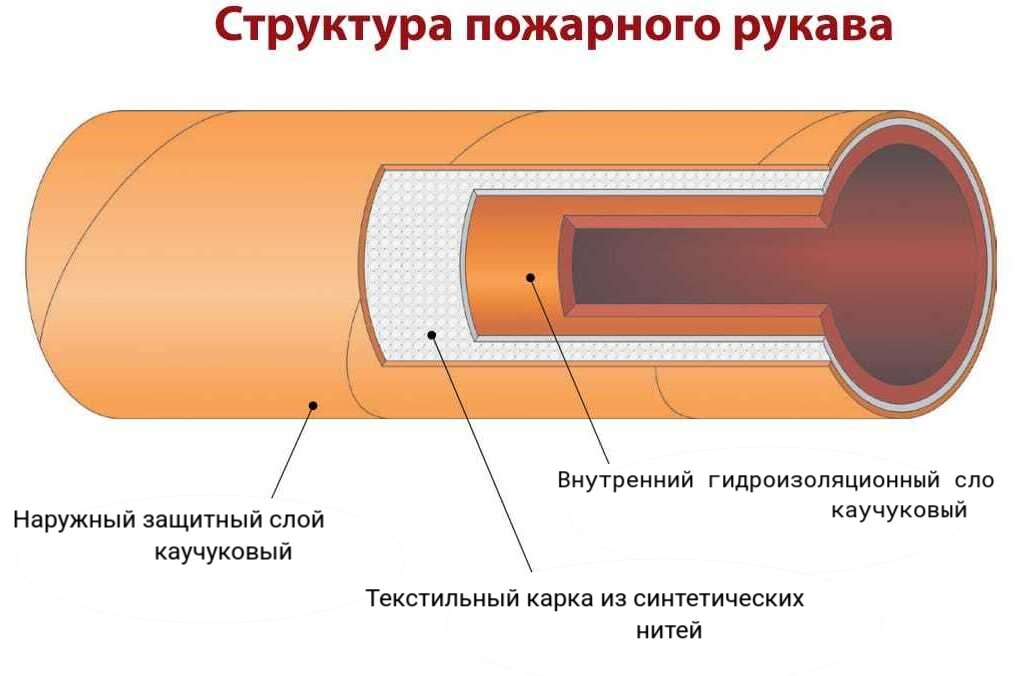 Структура пожарного рукава
Внутренний гидроизоляционный сло
каучуковый
Наружный защитный слой
каучуковый
Текстильный карка из синтетических
нитей